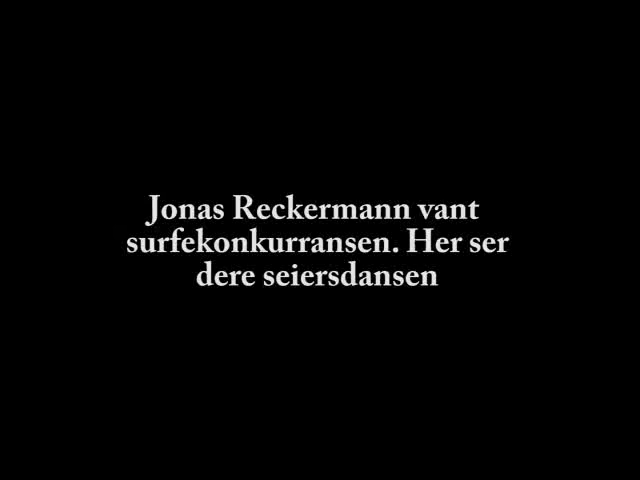 Jonas Reckermann vant
surfekonkurransen. Her ser
dere seiersdansen